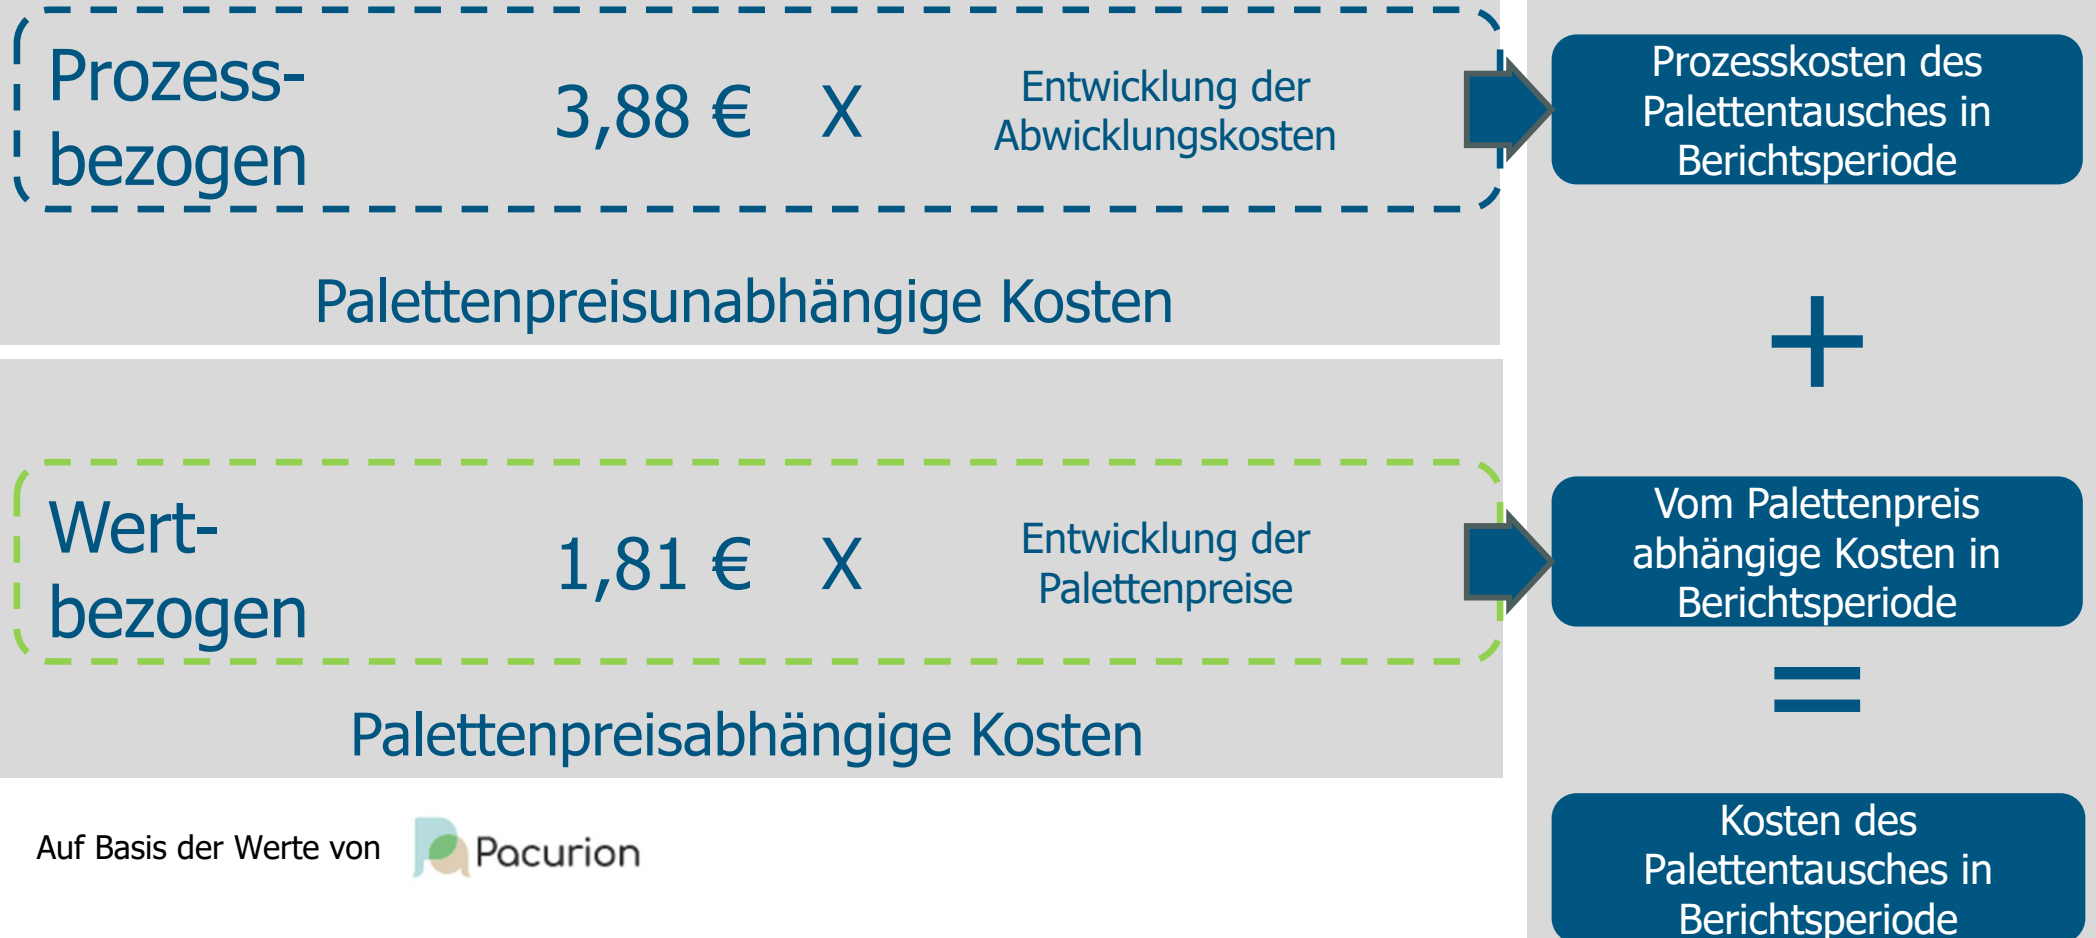 Prozess-
bezogen
3,88 € X
Entwicklung der
Abwicklungskosten
Prozesskosten des
Palettentausches in
Berichtsperiode
Palettenpreisunabhängige Kosten
+
Wert-
bezogen
1,81 € X
Entwicklung der
Palettenpreise
Vom Palettenpreis
abhängige Kosten in
Berichtsperiode
=
Palettenpreisabhängige Kosten
Kosten des
Palettentausches in
Berichtsperiode
Auf Basis der Werte von
Pacurion